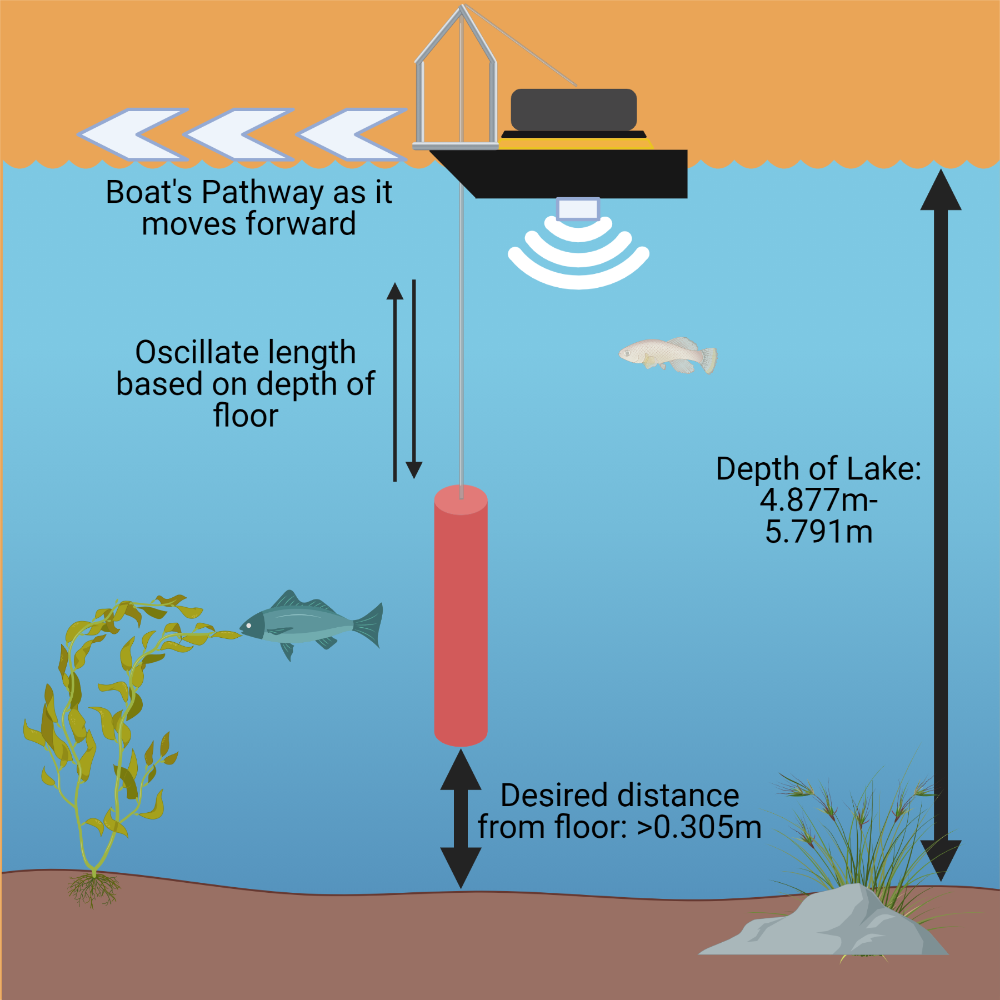 Boat's Pathway as it
moves forward
Oscillate length
based on depth of
floor
Depth of Lake:
4.877m-
5.791m
Desired distance
from floor: >0.305m